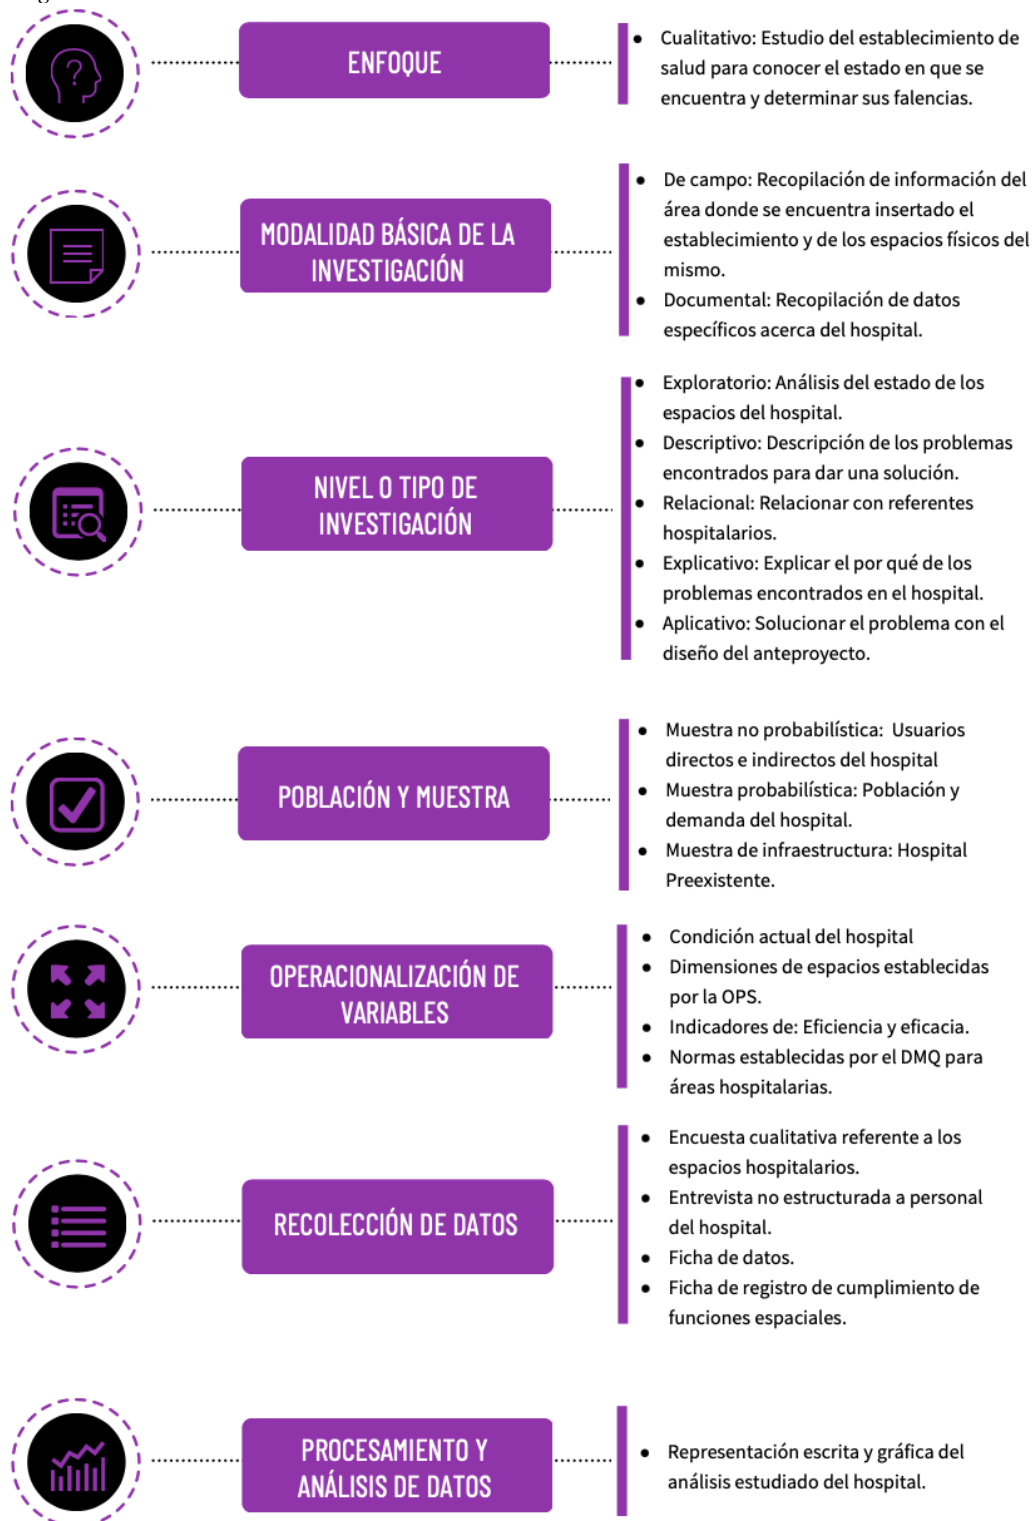 ENFOQUE
● Cualitativo: Estudio del establecimiento de
salud para conocer el estado en que se
encuentra y determinar sus falencias.
MODALIDAD BÁSICA DE LA
INVESTIGACIÓN
● De campo: Recopilación de información del
área donde se encuentra insertado el
establecimiento y de los espacios físicos del
mismo.
● Documental: Recopilación de datos
específicos acerca del hospital.
NIVEL O TIPO DE
INVESTIGACIÓN
● Exploratorio: Análisis del estado de los
espacios del hospital.
● Descriptivo: Descripción de los problemas
encontrados para dar una solución.
● Relacional: Relacionar con referentes
hospitalarios.
● Explicativo: Explicar el por qué de los
problemas encontrados en el hospital.
● Aplicativo: Solucionar el problema con el
diseño del anteproyecto.
POBLACIÓN Y MUESTRA
● Muestra no probabilística: Usuarios
directos e indirectos del hospital
● Muestra probabilística: Población y
demanda del hospital.
● Muestra de infraestructura: Hospital
Preexistente.
OPERACIONALIZACIÓN DE
VARIABLES
● Condición actual del hospital
● Dimensiones de espacios establecidas
por la OPS.
● Indicadores de: Eficiencia y eficacia.
● Normas establecidas por el DMQ para
áreas hospitalarias.
RECOLECCIÓN DE DATOS
● Encuesta cualitativa referente a los
espacios hospitalarios.
● Entrevista no estructurada a personal
del hospital.
● Ficha de datos.
● Ficha de registro de cumplimiento de
funciones espaciales.
PROCESAMIENTO Y
ANÁLISIS DE DATOS
● Representación escrita y gráfica del
análisis estudiado del hospital.